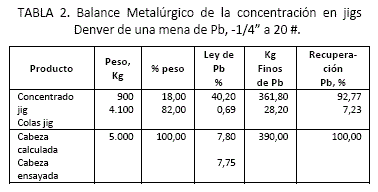 TABLA 2. Balance Metalúrgico de la concentración en jigs
Denver de una mena de Pb, -1/4” a 20 #.
Producto Peso, Kg % peso Ley de Pb % Kg Finos de Pb Recupera- ción Pb, %
Concentrado 900 18,00 40,20 361,80 92,77
jig 4.100 82,00 0,69 28,20 7,23
Colas jig
Cabeza 5.000 100,00 7,80 390,00 100,00
calculada
Cabeza 7,75
ensayada